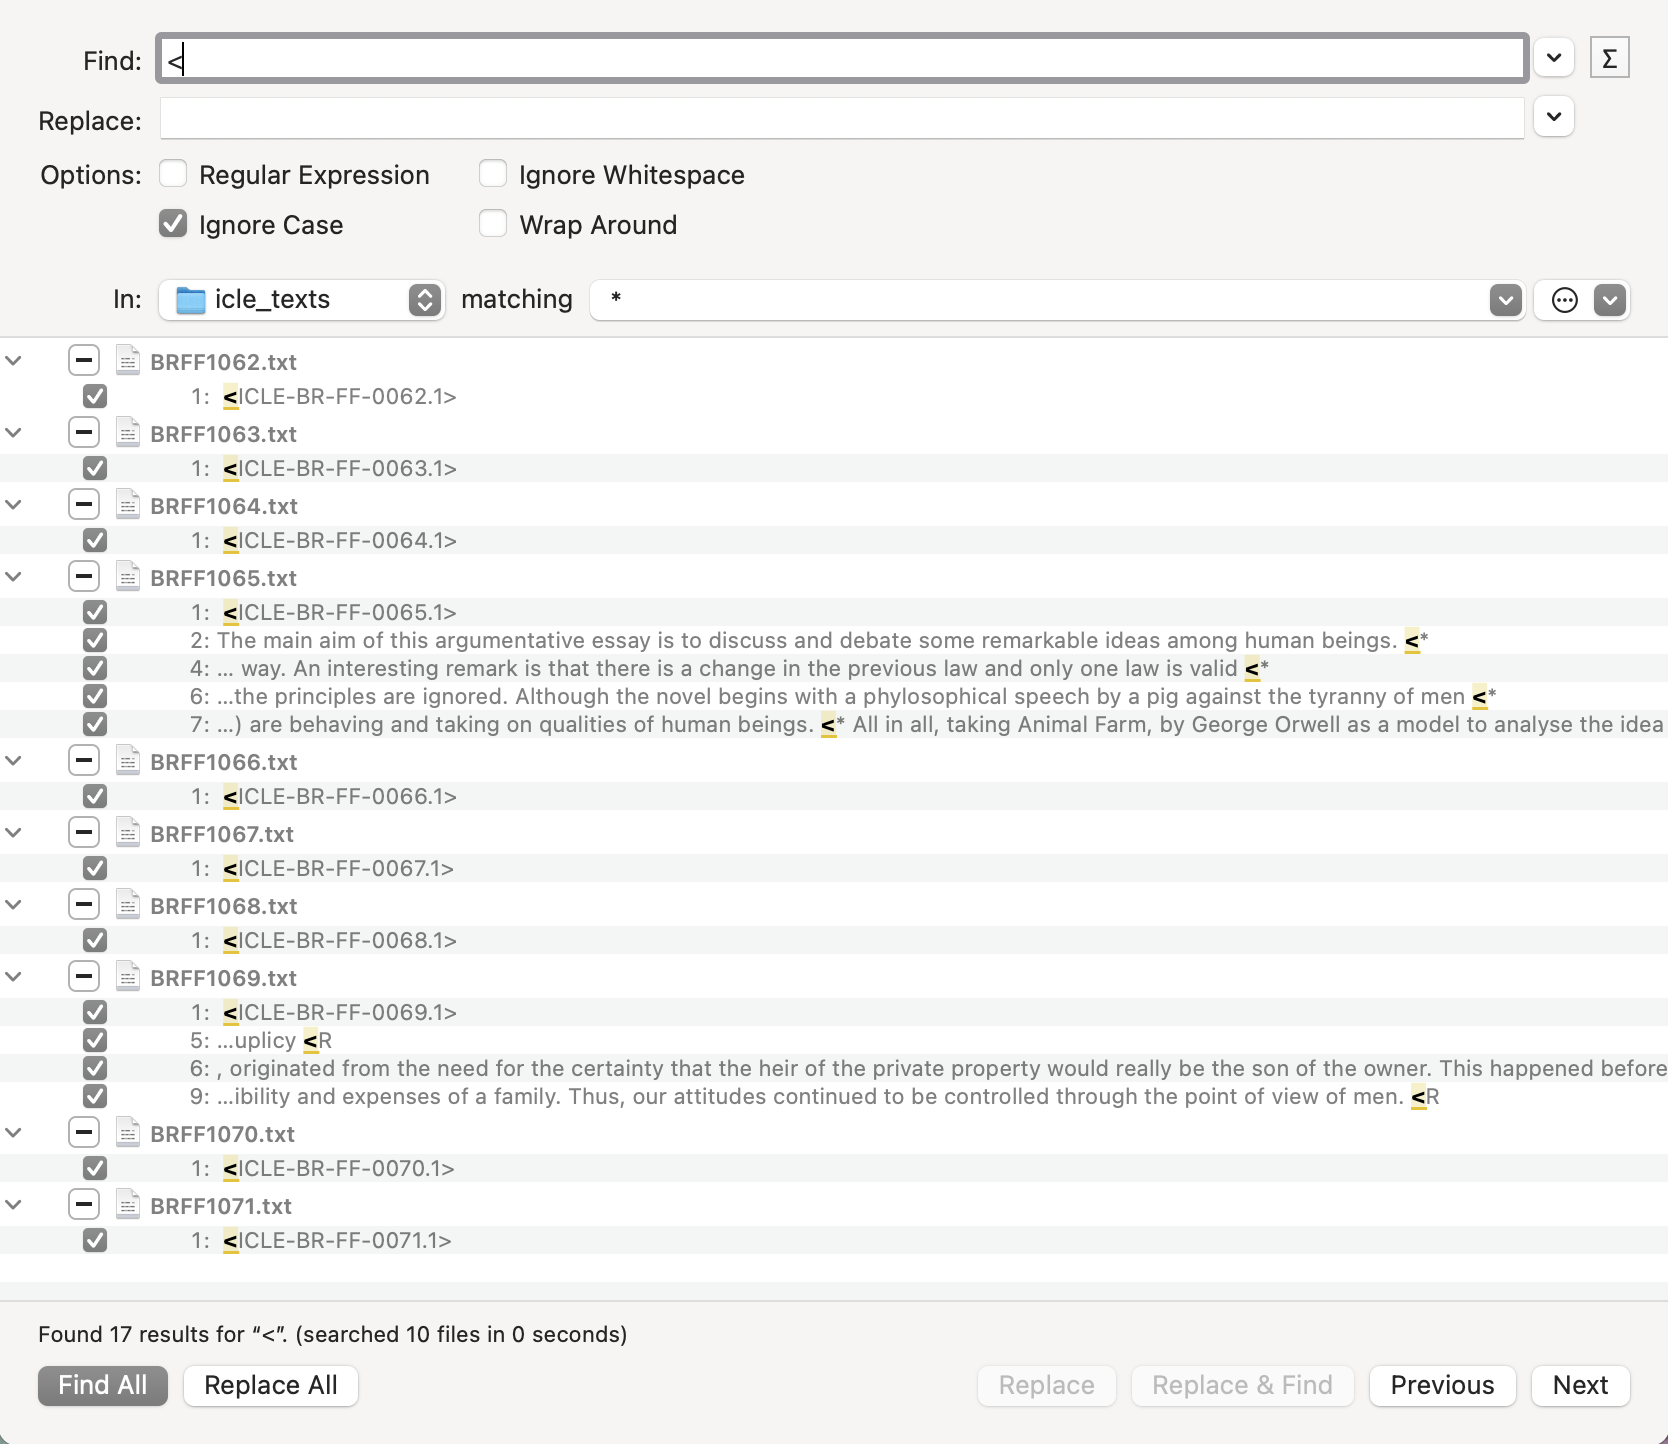 Find: <
Σ
Replace:
Options: Regular Expression Ignore Whitespace
Ignore Case Wrap Around
In: icle_texts matching *
BRFF1062.txt
1: <ICLE-BR-FF-0062.1>
BRFF1063.txt
1: <ICLE-BR-FF-0063.1>
BRFF1064.txt
1: <ICLE-BR-FF-0064.1>
BRFF1065.txt
1: <ICLE-BR-FF-0065.1>
2: The main aim of this argumentative essay is to discuss and debate some remarkable ideas among human beings. <*
4: ... way. An interesting remark is that there is a change in the previous law and only one law is valid <*
6: ...the principles are ignored. Although the novel begins with a phylosophical speech by a pig against the tyranny of men <*
7: ...) are behaving and taking on qualities of human beings. <* All in all, taking Animal Farm, by George Orwell as a model to analyse the idea
BRFF1066.txt
1: <ICLE-BR-FF-0066.1>
BRFF1067.txt
1: <ICLE-BR-FF-0067.1>
BRFF1068.txt
1: <ICLE-BR-FF-0068.1>
BRFF1069.txt
1: <ICLE-BR-FF-0069.1>
5: ...uplicy <R
6: , originated from the need for the certainty that the heir of the private property would really be the son of the owner. This happened before
9: ...ibility and expenses of a family. Thus, our attitudes continued to be controlled through the point of view of men. <R
BRFF1070.txt
1: <ICLE-BR-FF-0070.1>
BRFF1071.txt
1: <ICLE-BR-FF-0071.1>
Found 17 results for “<”. (searched 10 files in 0 seconds)
Find All Replace All Replace Replace & Find Previous Next